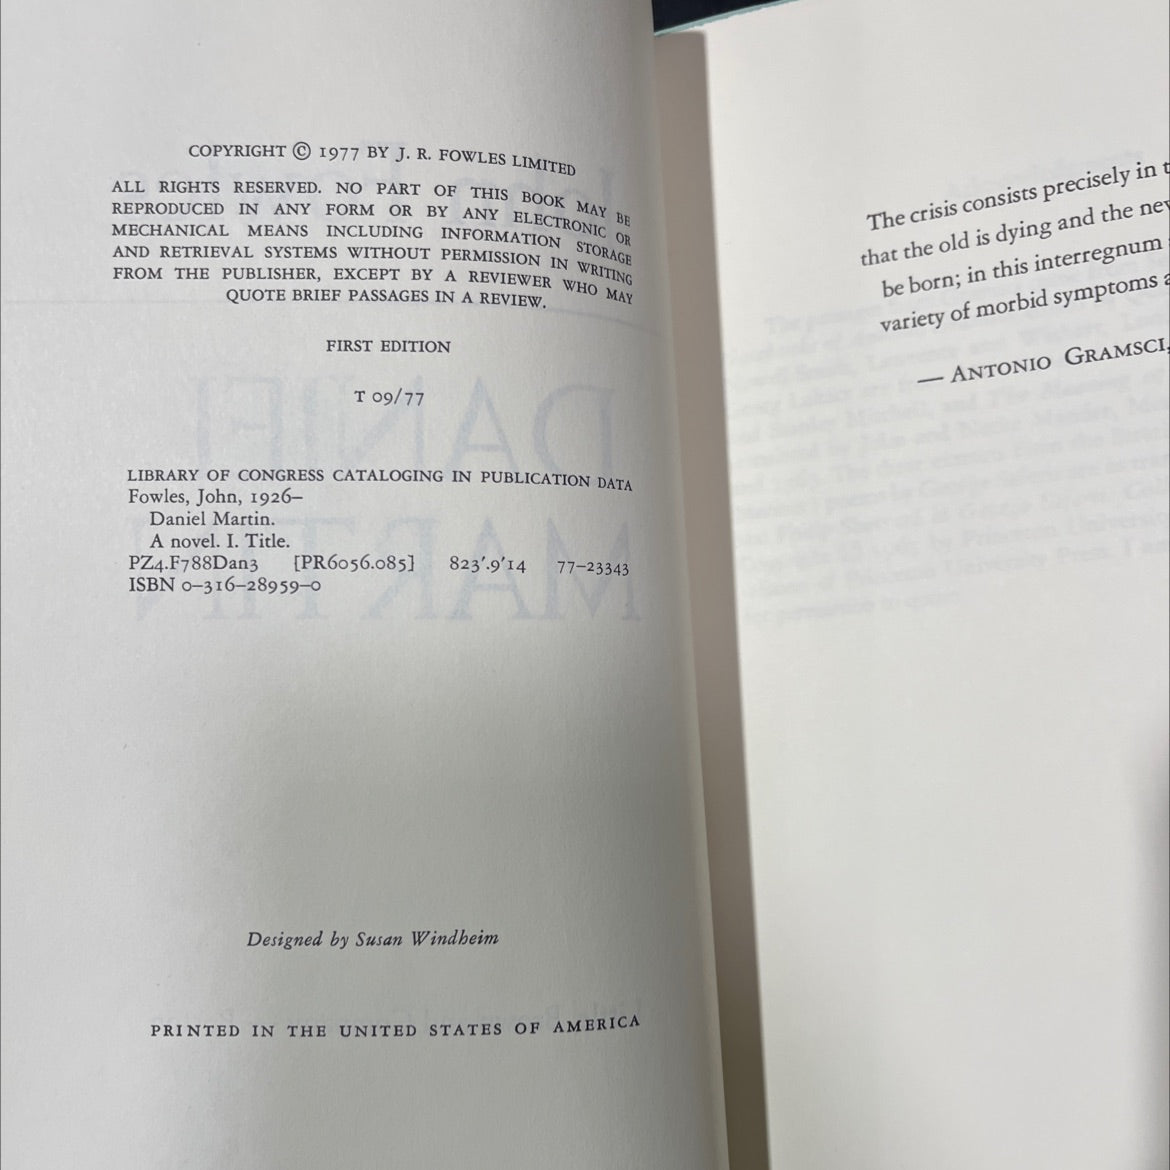 COPYRIGHT © 1977 BY J. R. FOWLES LIMITED
ALL RIGHTS RESERVED. NO PART OF THIS BOOK MAY BE
REPRODUCED IN ANY FORM OR BY ANY ELECTRONIC OR
MECHANICAL MEANS INCLUDING INFORMATION STORAGE
AND RETRIEVAL SYSTEMS WITHOUT PERMISSION IN WRITING
FROM THE PUBLISHER, EXCEPT BY A REVIEWER WHO MAY
QUOTE BRIEF PASSAGES IN A REVIEW.
FIRST EDITION
T 09/77
LIBRARY OF CONGRESS CATALOGING IN PUBLICATION DATA
Fowles, John, 1926–
Daniel Martin.
A novel. I. Title.
PZ4.F788Dan3 [PR6056.085] 823'.9'14 77–23343
ISBN 0–316–28959–0
Designed by Susan Windheim
PRINTED IN THE UNITED STATES OF AMERICA
The crisis consists precisely in t
that the old is dying and the nev
be born; in this interregnum
variety of morbid symptoms a
— ANTONIO GRAMSCI,